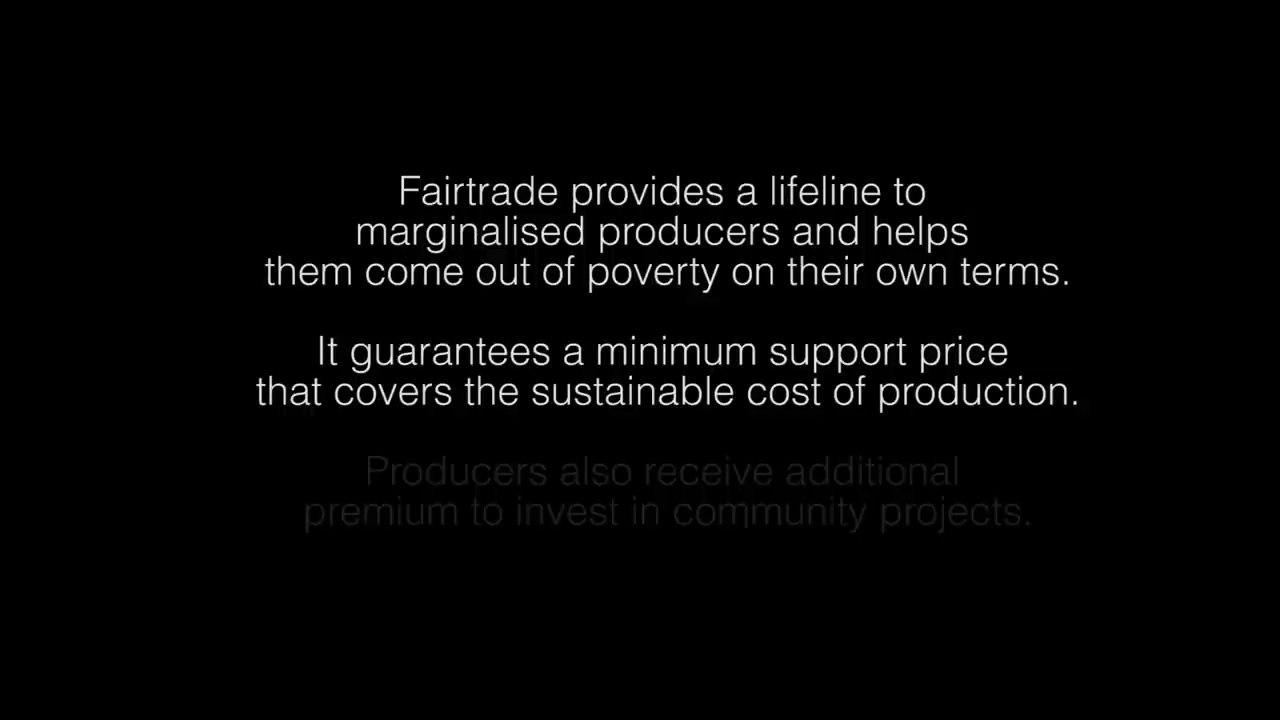 Fairtrade provides a lifeline to
marginalised producers and helps
them come out of poverty on their own terms.
It guarantees a minimum support price
that covers the sustainable cost of production.
Producers also receive additional
premium to invest in community projects.